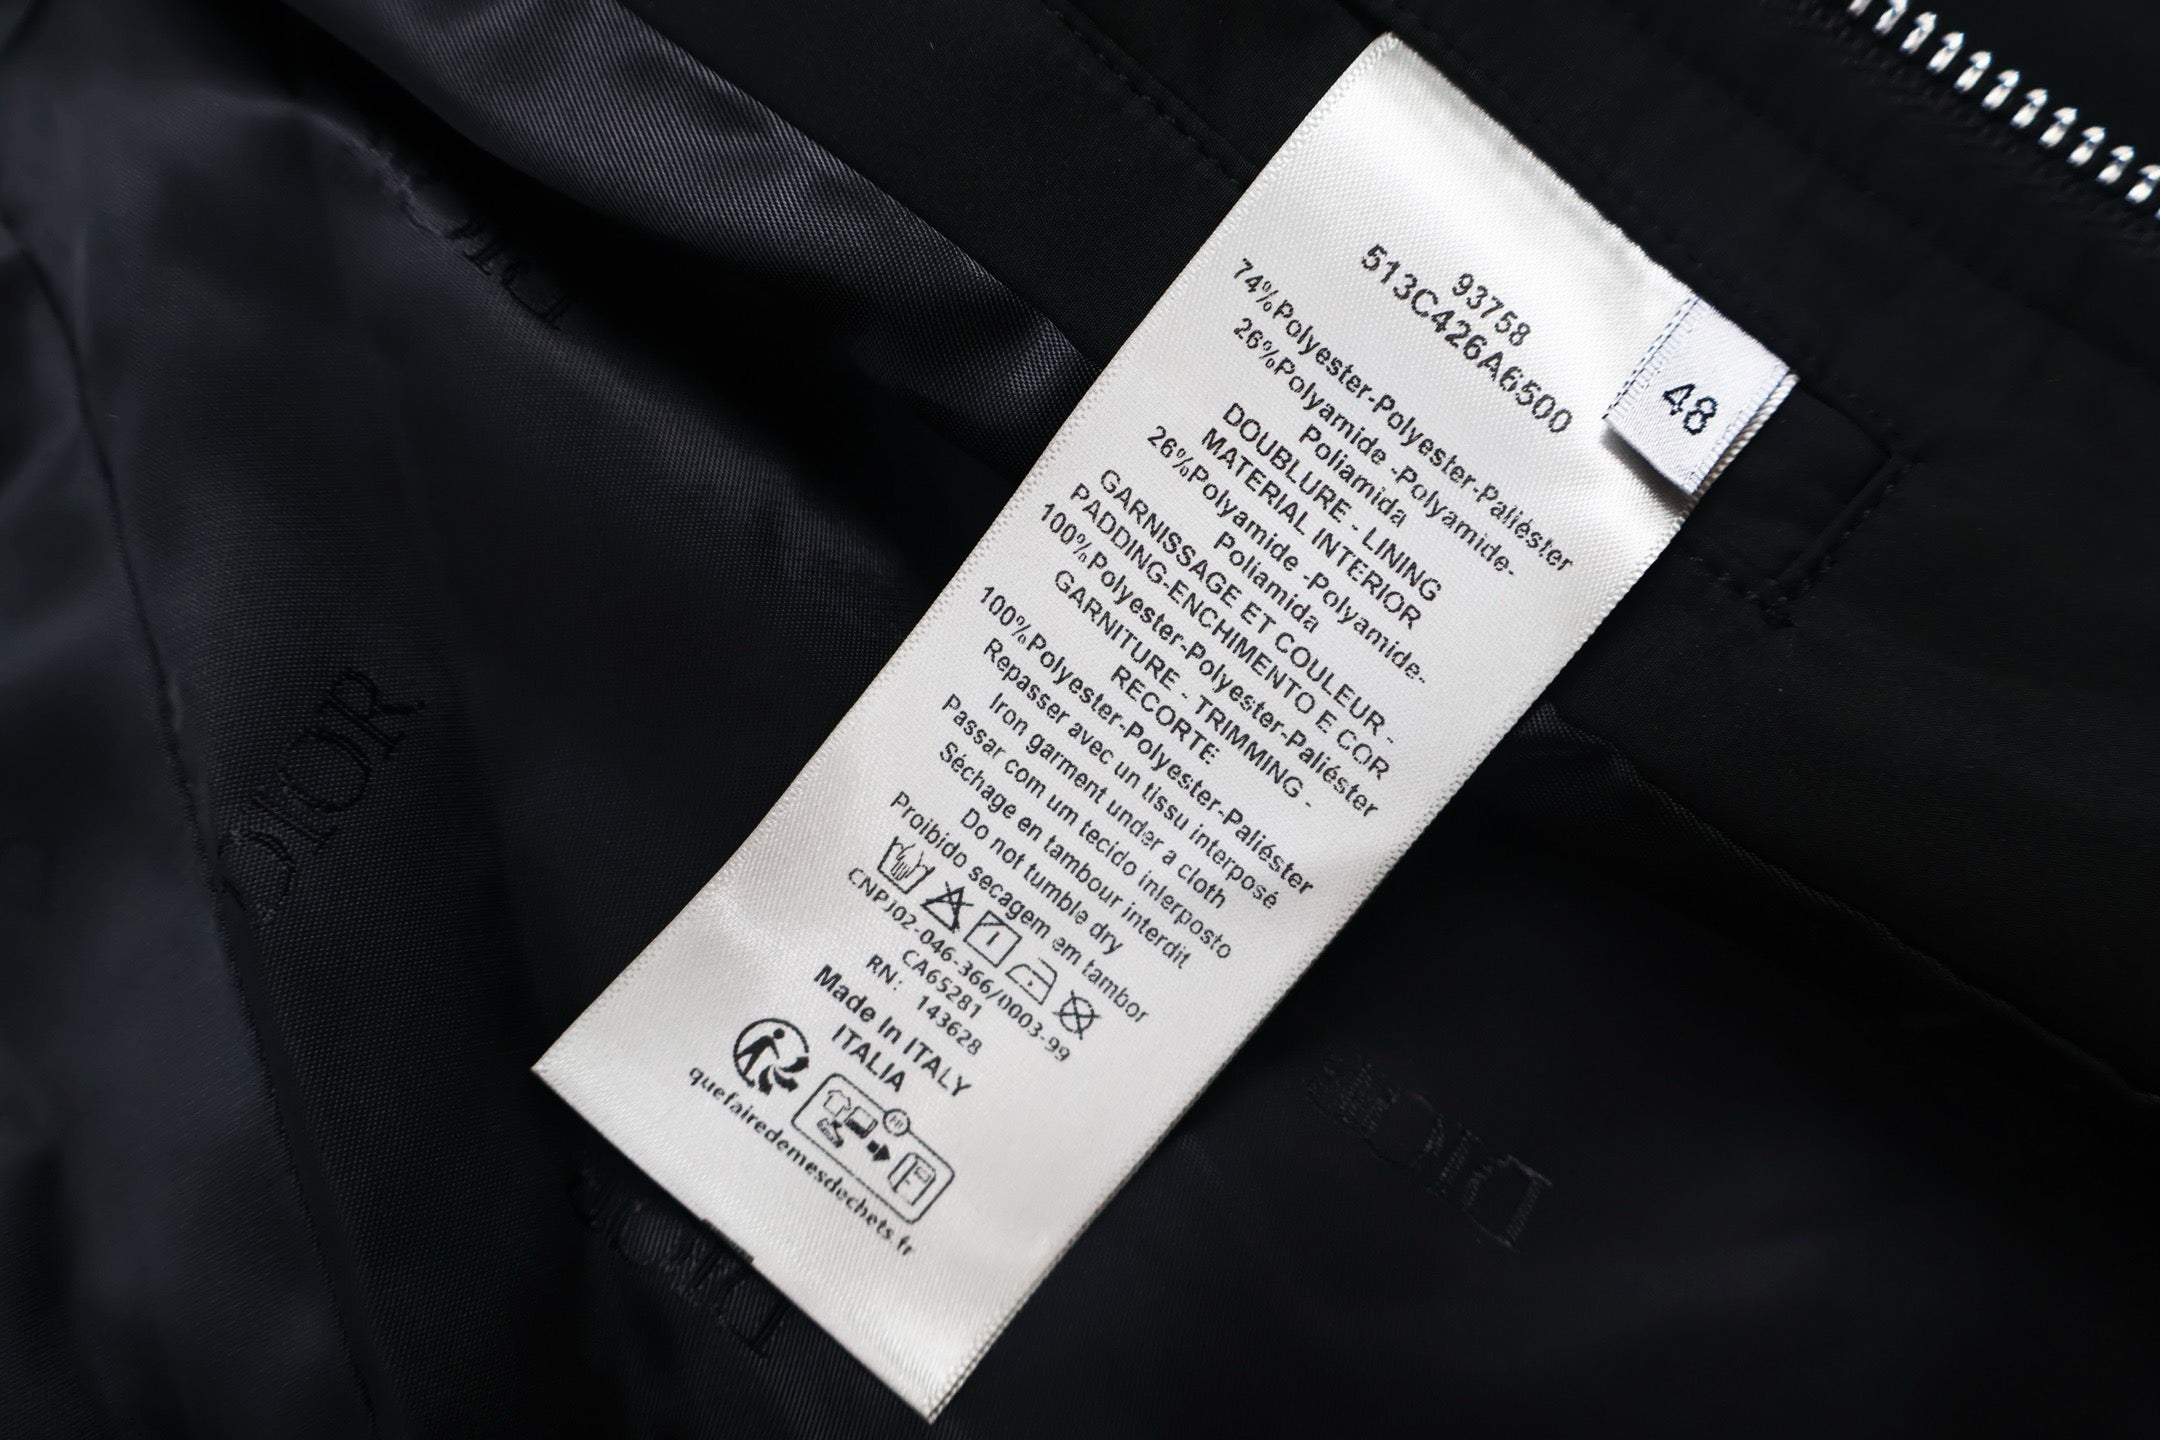 93758
513C426A6500
48
74%Polyester-Polyester-Paliéster
26%Polyamide -Polyamide-
Poliamida
DOUBLURE - LINING
MATERIAL INTERIOR
26%Polyamide -Polyamide-
Poliamida
GARNISSAGE ET COULEUR -
PADDING-ENCHIMENTO E COR
100%Polyester-Polyester-Paliéster
GARNITURE - TRIMMING -
RECORTE
100%Polyester-Polyester-Paliéster
Repasser avec un tissu interposé
Iron garment under a cloth
Passar com um tecido inlerposto
Séchage en tambour interdit
Do not tumble dry
Proibido secagem em tambor
CNPJ02-046-366/0003-99
CA65281
RN: 143628
Made In ITALY
ITALIA
FR
quefairedemesdechets.fr
DIOR
DIOR
DIOR
DIOR